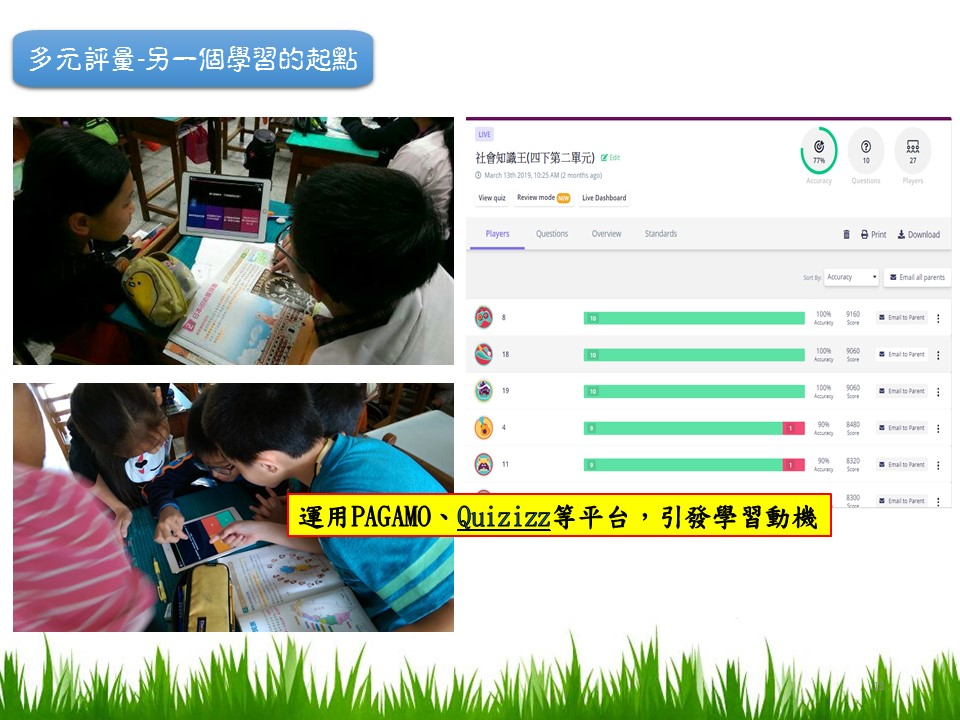 多元評量-另一個學習的起點
LIVE
社會知識王(四下第二單元) Edit
March 13th 2019, 10:25 AM (2 months ago)
View quiz Review mode NEW Live Dashboard
77% 10 27
Accuracy Questions Players
Players Questions Overview Standards Print Download
Sort By: Accuracy Email all parents
8 10 100% Accuracy 9160 Score Email to Parent
18 10 100% Accuracy 9060 Score Email to Parent
19 10 100% Accuracy 9060 Score Email to Parent
4 9 1 90% Accuracy 8480 Score Email to Parent
11 9 1 90% Accuracy 8320 Score Email to Parent
8300 Score Email to Parent
運用PAGAMO、Quizizz等平台，引發學習動機